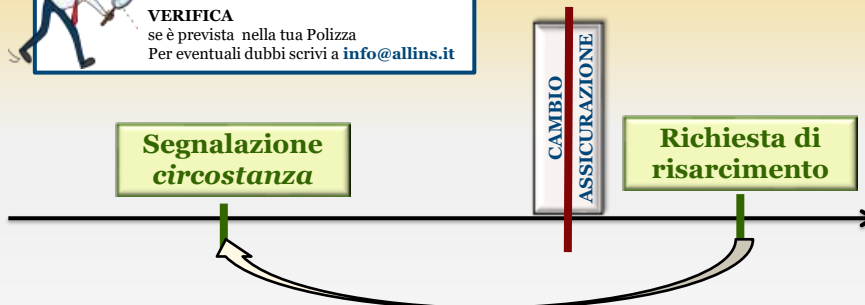 VERIFICA
se è prevista nella tua Polizza
Per eventuali dubbi scrivi a info@allins.it
Segnalazione
circostanza
CAMBIO
ASSICURAZIONE
Richiesta di
risarcimento